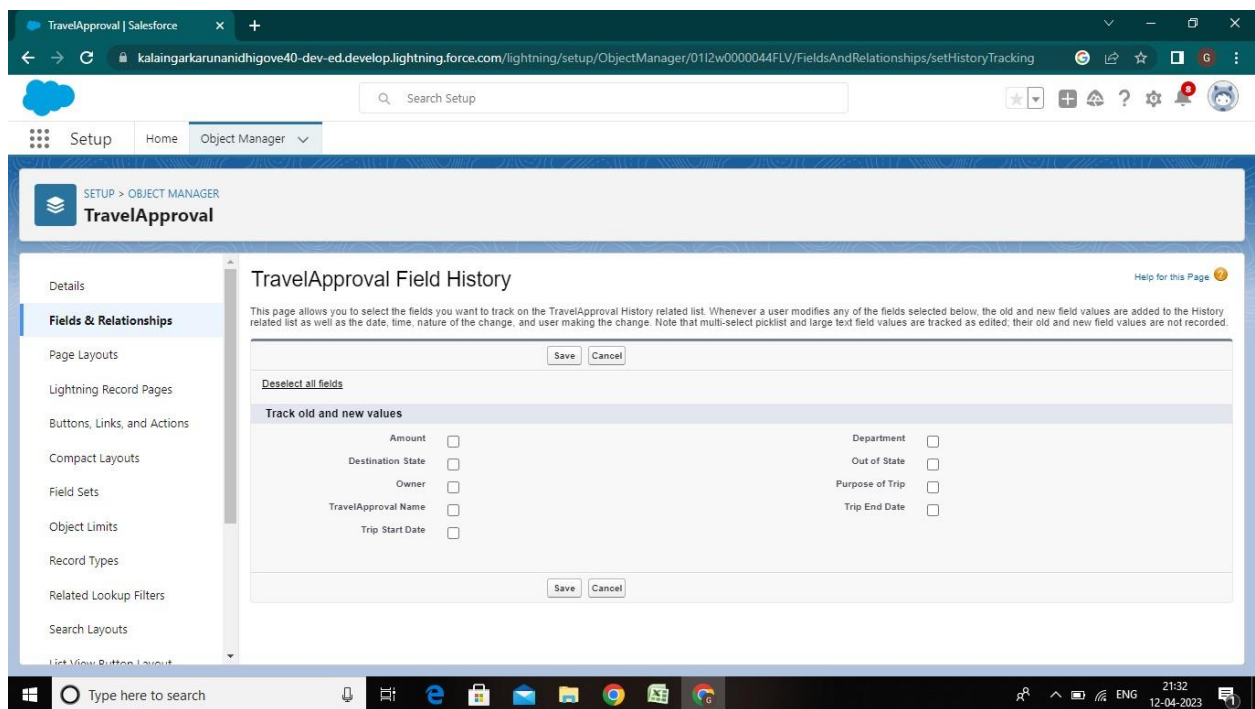 TravelApproval | Salesforce
kalaingarkarunanidhigove40-dev-ed.develop.lightning.force.com/lightning/setup/ObjectManager/01I2w0000044FLV/FieldsAndRelationships/setHistoryTracking
G
Search Setup
8
Setup Home Object Manager
SETUP > OBJECT MANAGER
TravelApproval
Details
Fields & Relationships
Page Layouts
Lightning Record Pages
Buttons, Links, and Actions
Compact Layouts
Field Sets
Object Limits
Record Types
Related Lookup Filters
Search Layouts
List View Button Layout
TravelApproval Field History
Help for this Page
This page allows you to select the fields you want to track on the TravelApproval History related list. Whenever a user modifies any of the fields selected below, the old and new field values are added to the History
related list as well as the date, time, nature of the change, and user making the change. Note that multi-select picklist and large text field values are tracked as edited; their old and new field values are not recorded.
Save Cancel
Deselect all fields
Track old and new values
Amount Department
Destination State Out of State
Owner Purpose of Trip
TravelApproval Name Trip End Date
Trip Start Date
Save Cancel
Type here to search
ENG
21:32
12-04-2023
1